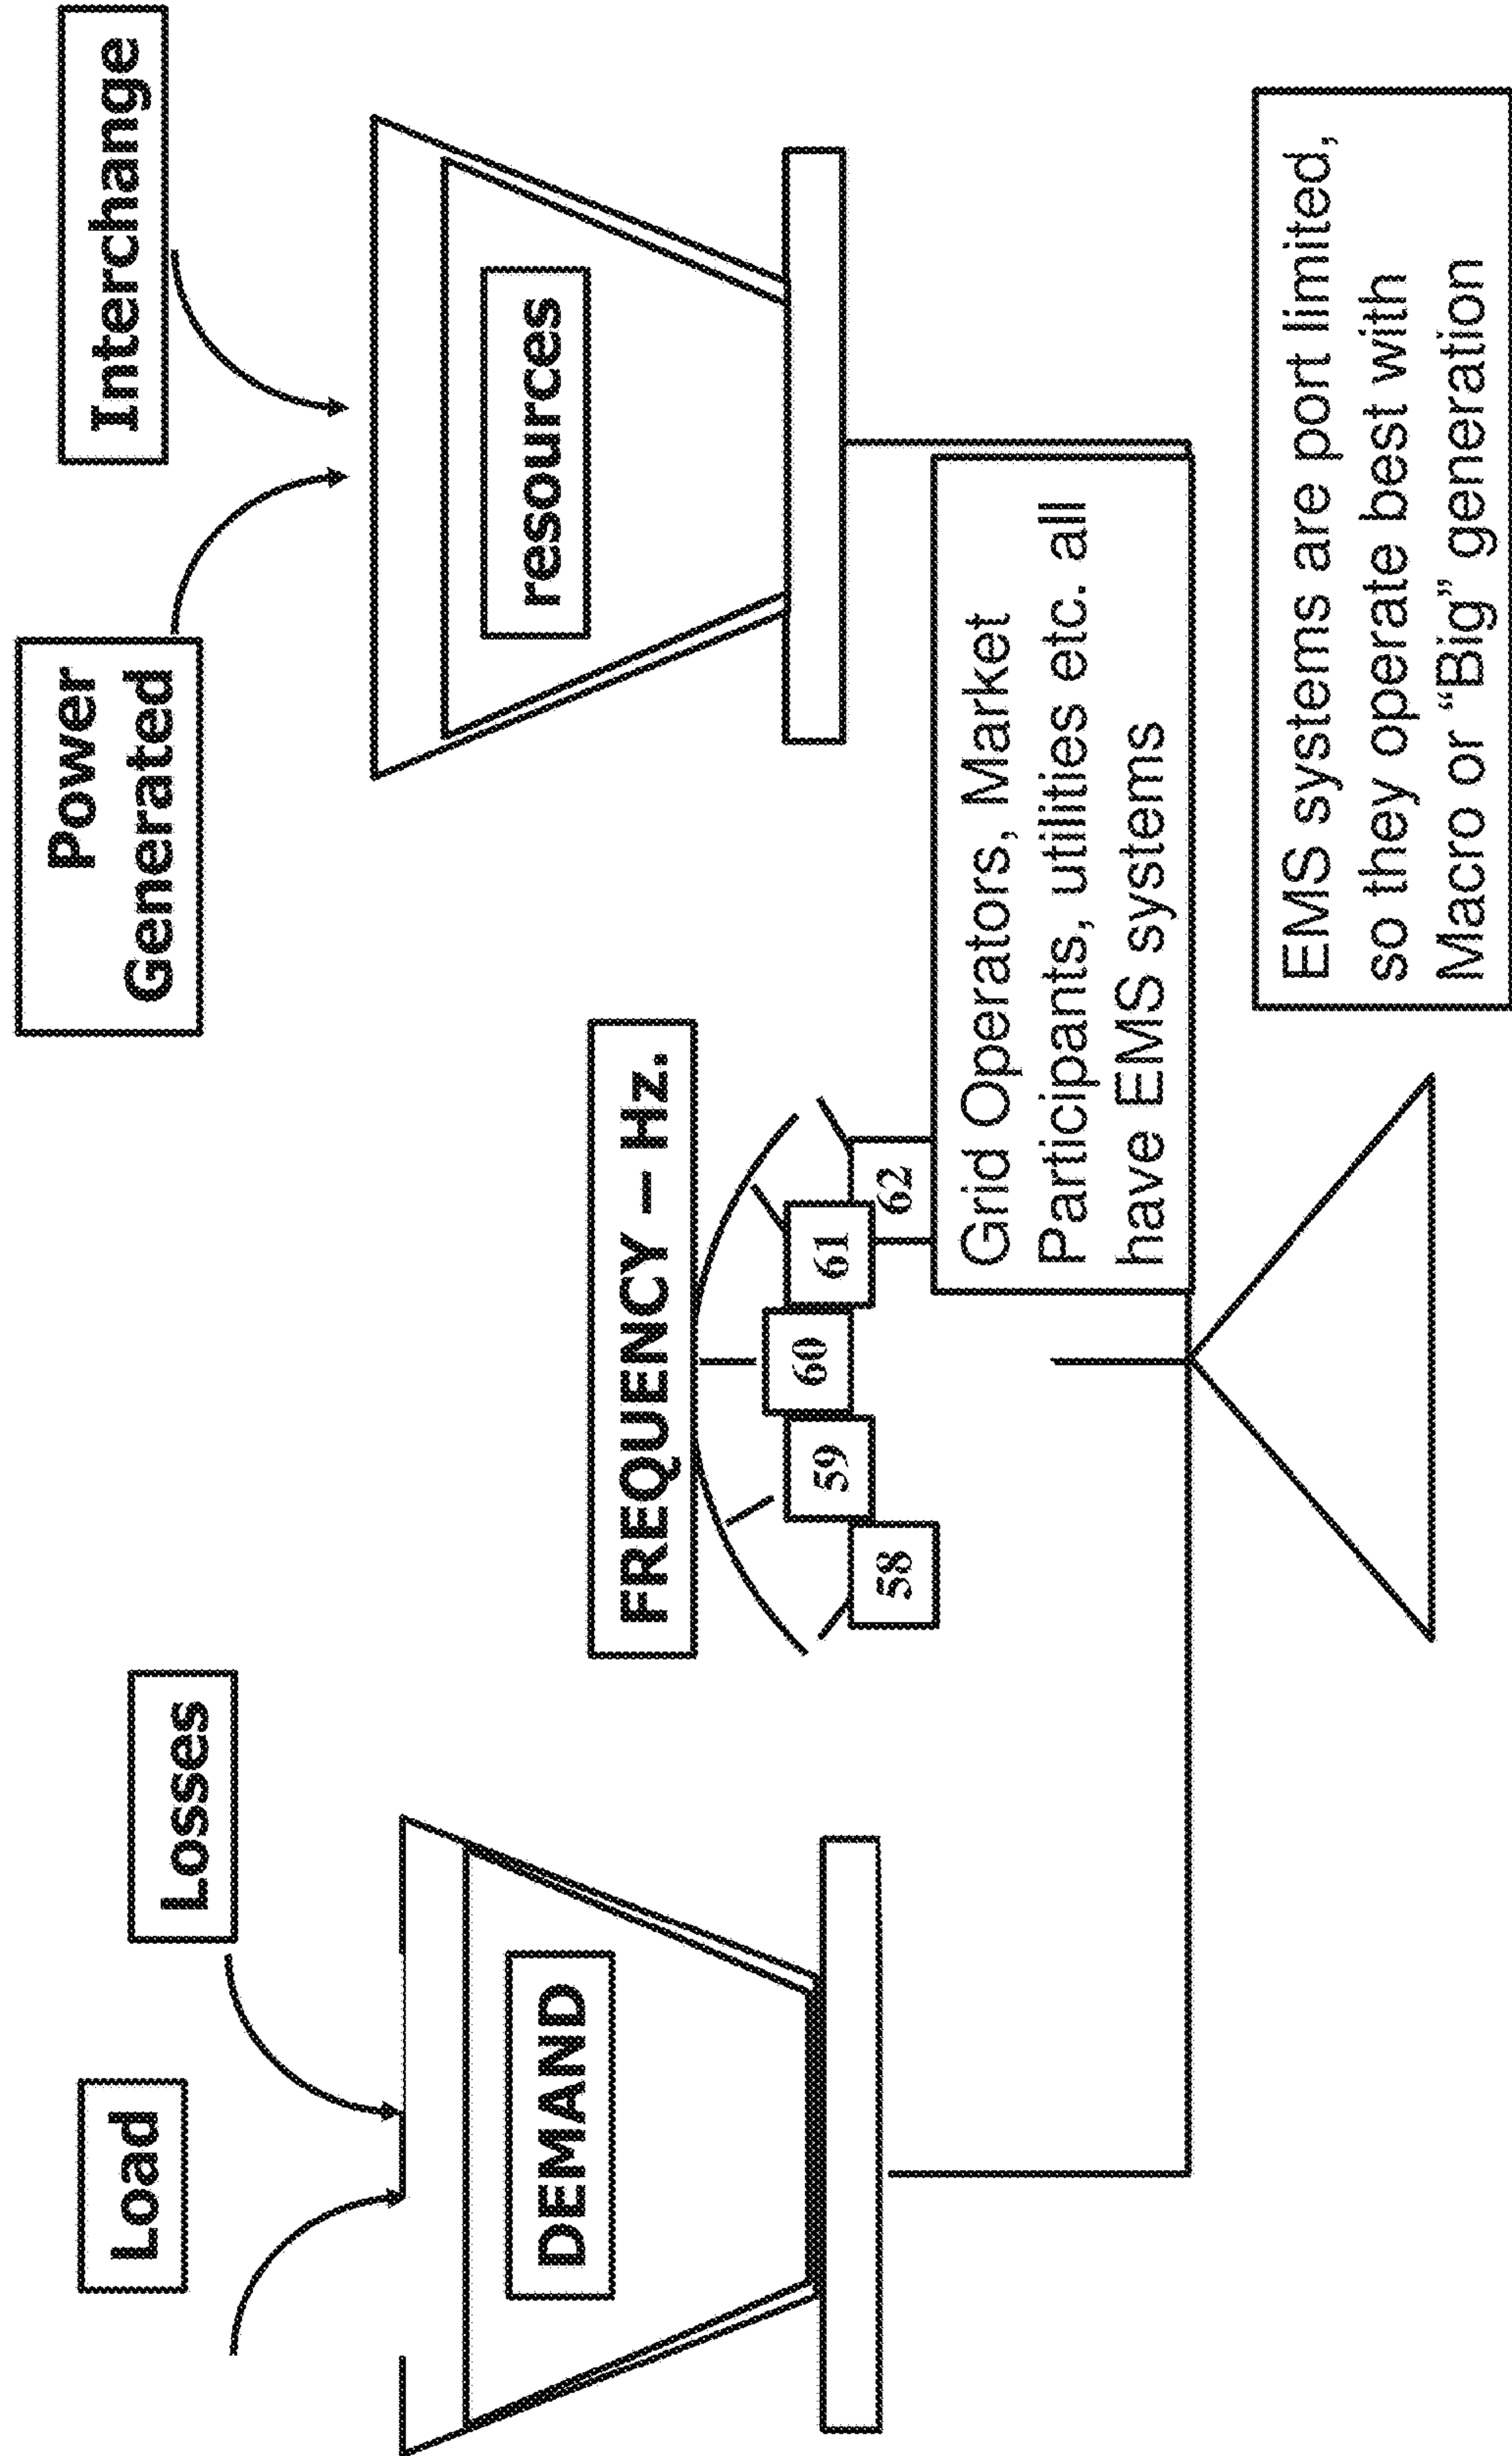 Load
Losses
Power
Generated
Interchange
DEMAND
FREQUENCY – Hz.
resources
58
59
60
61
62
Grid Operators, Market
Participants, utilities etc. all
have EMS systems
EMS systems are port limited,
so they operate best with
Macro or “Big” generation